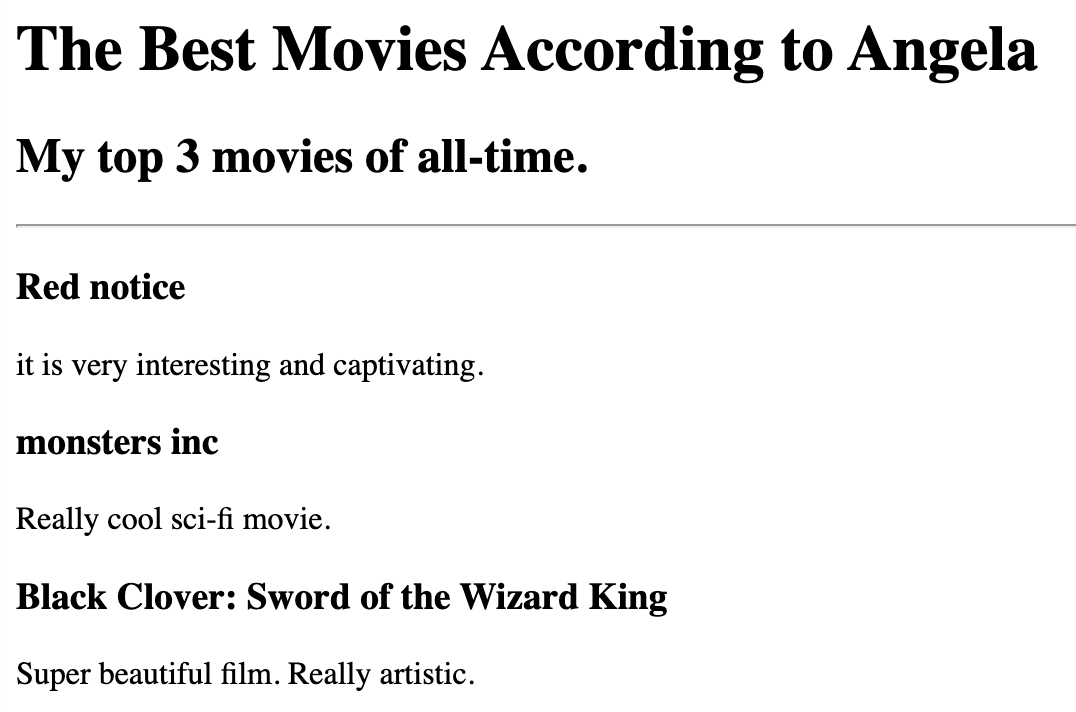 The Best Movies According to Angela
My top 3 movies of all-time.
Red notice
it is very interesting and captivating.
monsters inc
Really cool sci-fi movie.
Black Clover: Sword of the Wizard King
Super beautiful film. Really artistic.